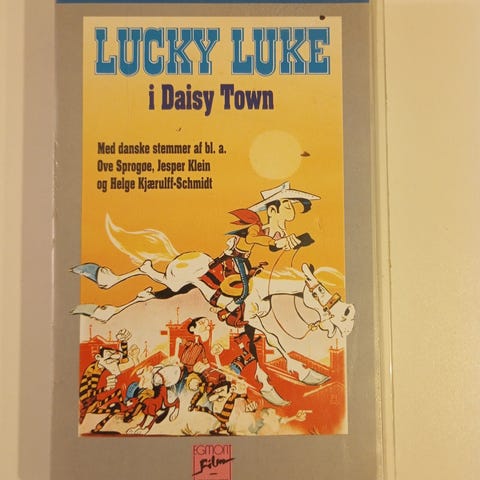 LUCKY LUKE
i Daisy Town
Med danske stemmer af bl. a.
Ove Sprogøe, Jesper Klein
og Helge Kjærulff-Schmidt
EGMONT
Film